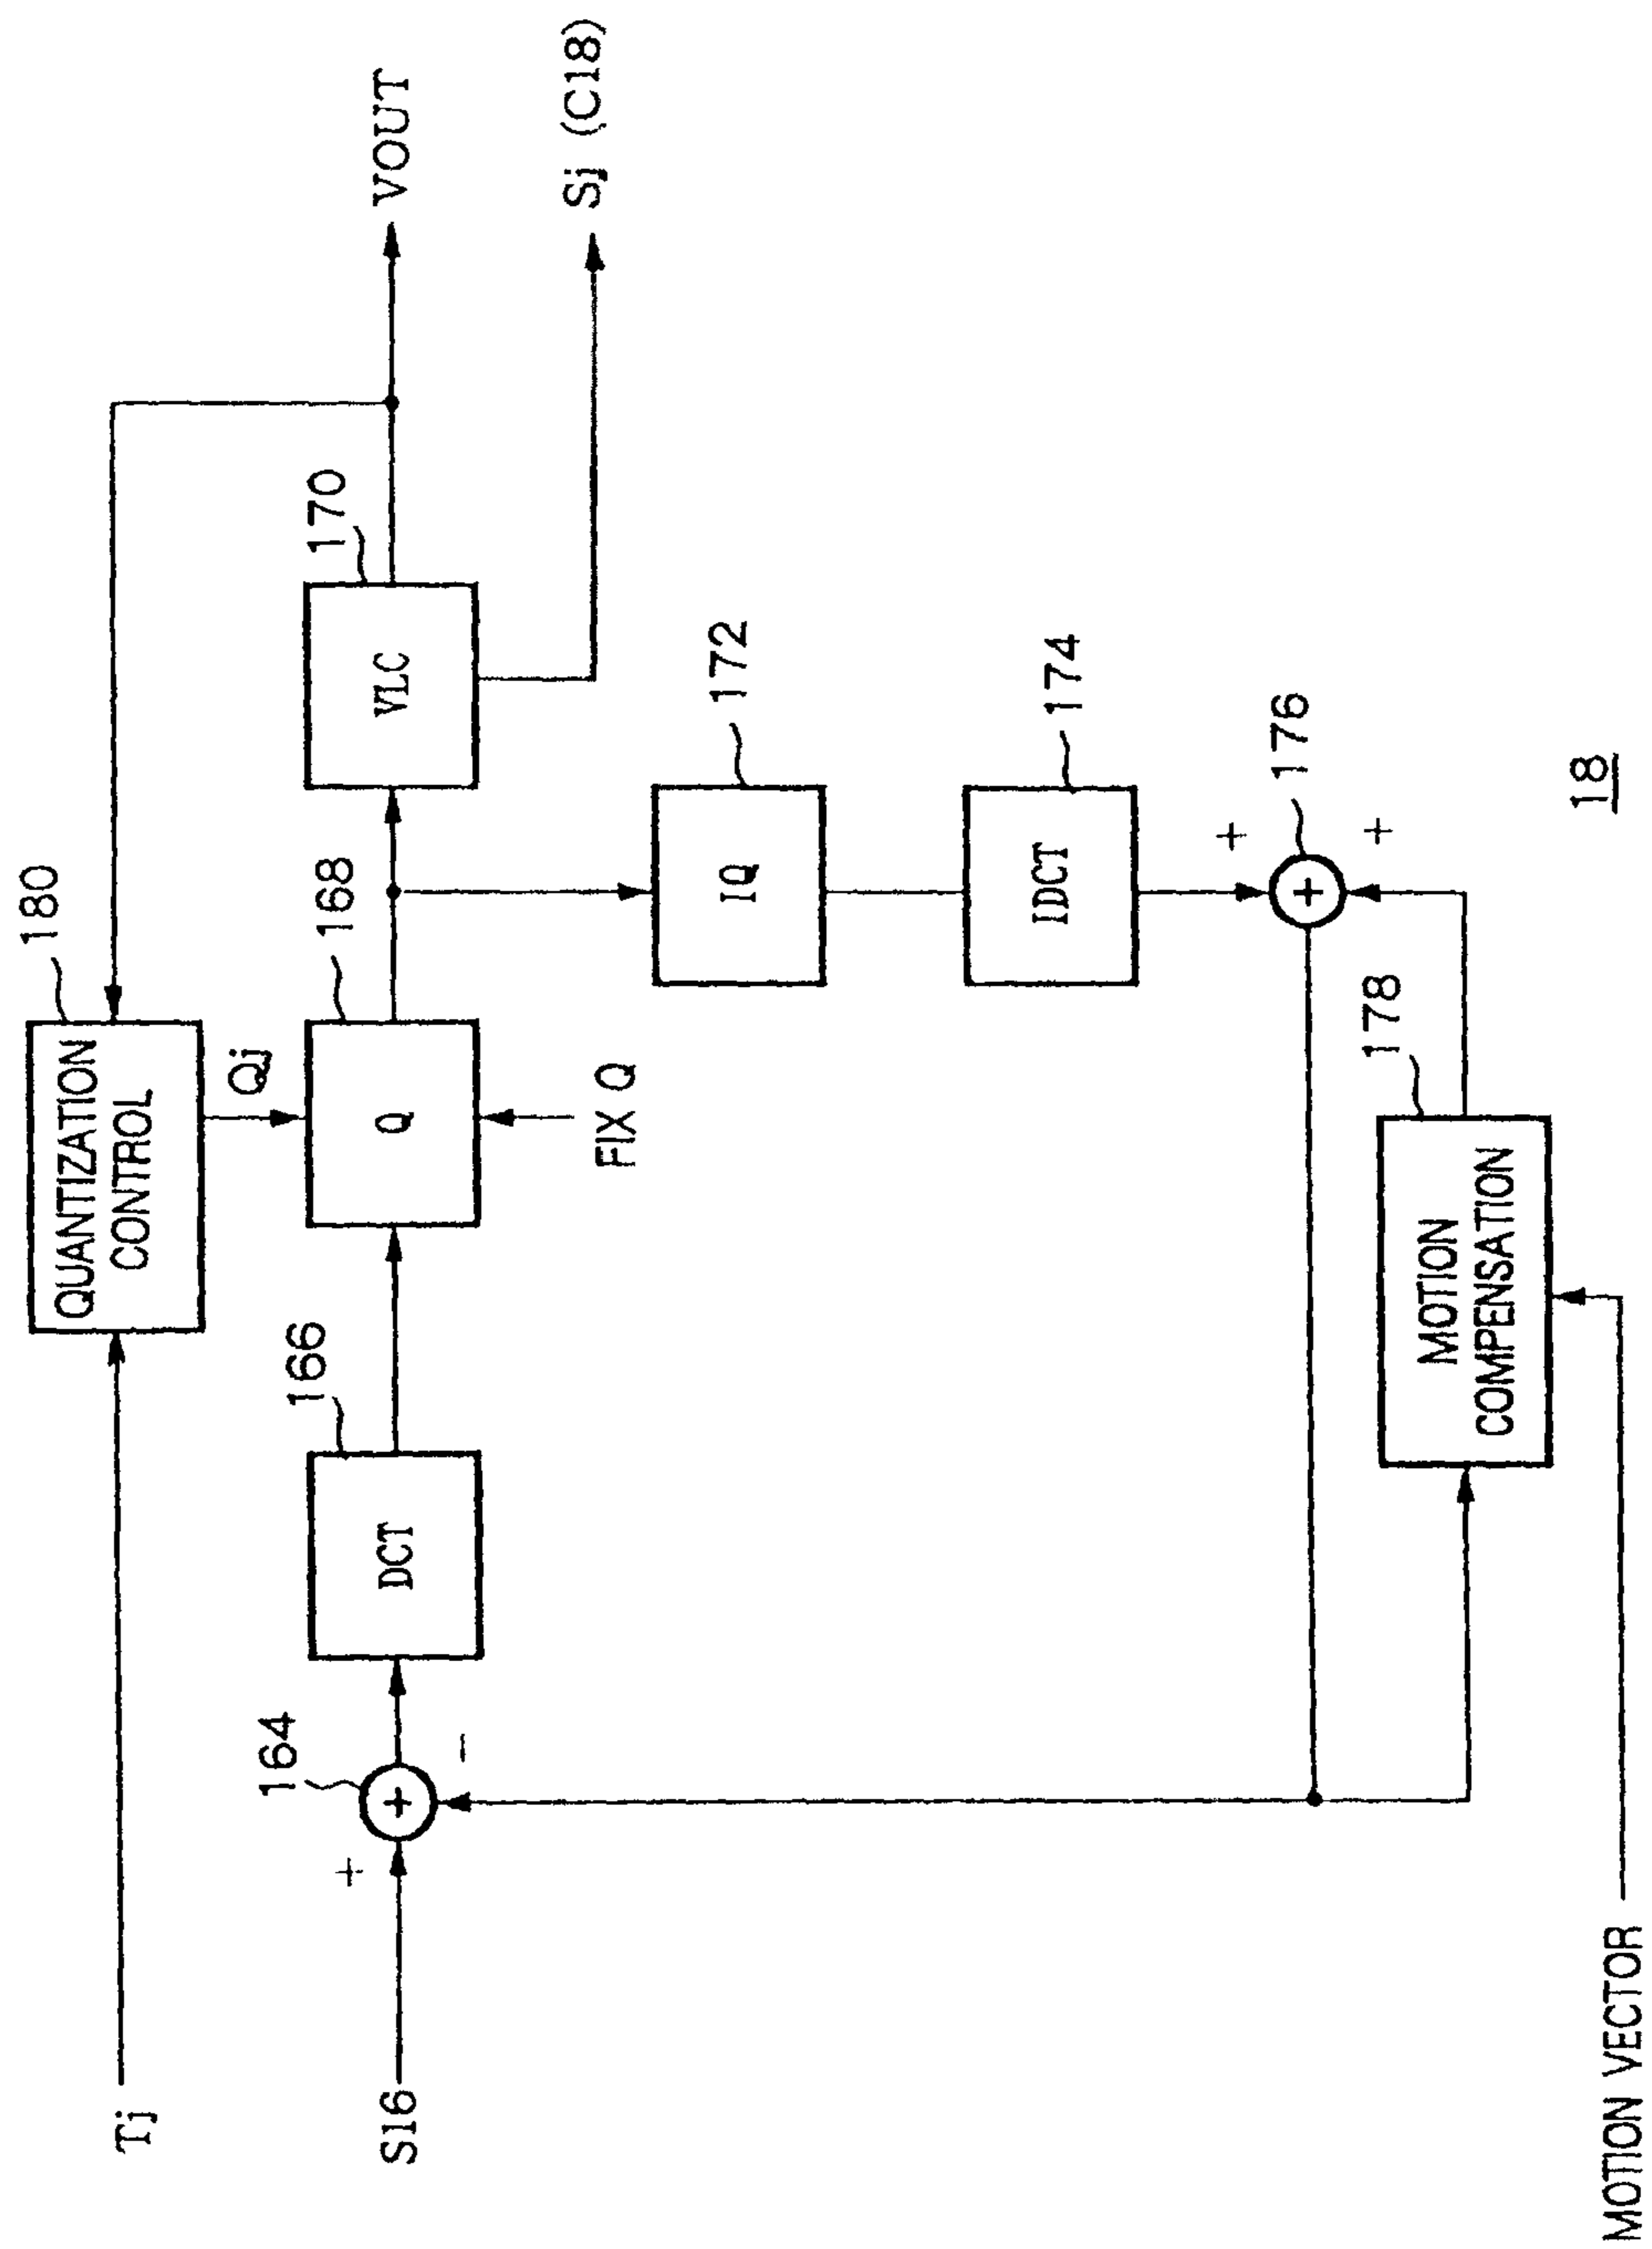 180
Tj
QUANTIZATION
CONTROL
Qj
164
166
168
170
+
S16
+
-
DCT
Q
VLC
VOUT
FIX Q
Sj (C18)
IQ
172
IDCT
174
+
+
176
+
178
MOTION
COMPENSATION
MOTION VECTOR
18